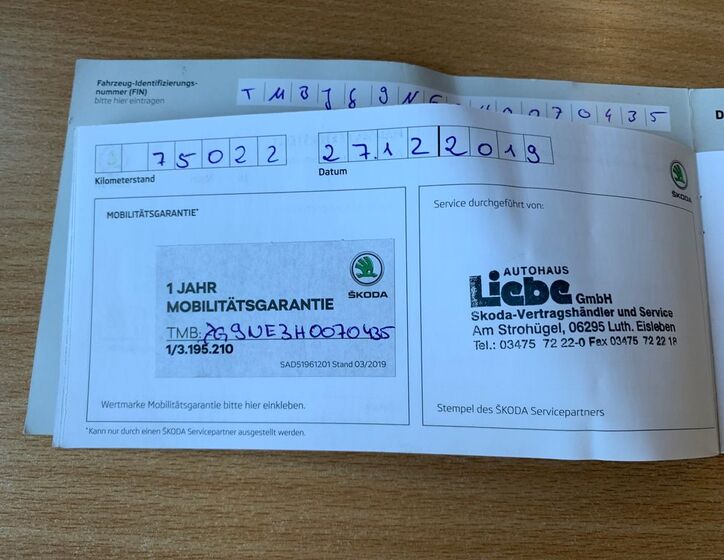 Fahrzeug-Identifizierungs-
nummer (FIN)
bitte hier eintragen
75022
27.12 2019
Kilometerstand
Datum
MOBILITÄTSGARANTIE*
1 JAHR
MOBILITÄTSGARANTIE
ŠKODA
TMB: JG9NE3H0070435
1/3.195.210
SAD51961201 Stand 03/2019
Wertmarke Mobilitätsgarantie bitte hier einkleben.
*Kann nur durch einen ŠKODA Servicepartner ausgestellt werden.
ŠKODA
Service durchgeführt von:
AUTOHAUS
Liebe GmbH
Skoda-Vertragshändler und Service
Am Strohügel, 06295 Luth. Eisleben
Tel.: 03475 72 22-0 Fax 03475 72 22 18
Stempel des ŠKODA Servicepartners